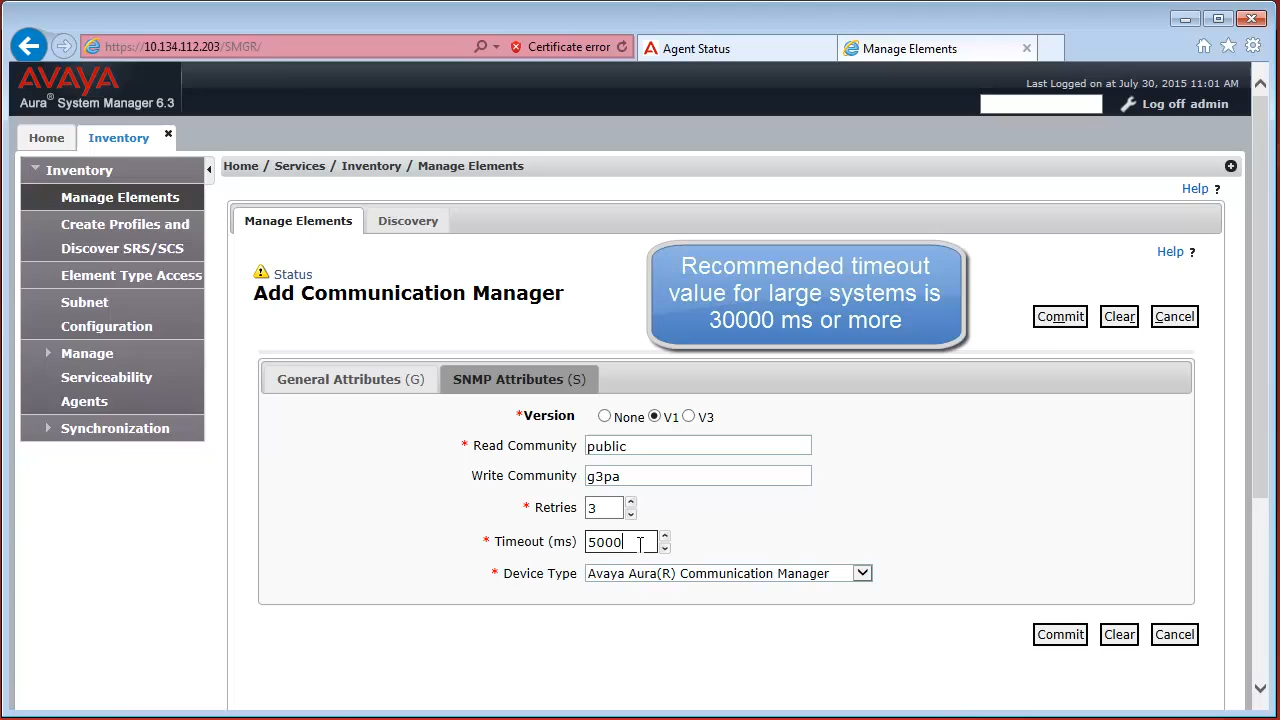 https://10.134.112.203/SMGR/
Certificate error
Agent Status
Manage Elements
AVAYA
Aura® System Manager 6.3
Last Logged on at July 30, 2015 11:01 AM
Log off admin
Home
Inventory
Inventory
Manage Elements
Create Profiles and
Discover SRS/SCS
Element Type Access
Subnet
Configuration
Manage
Serviceability
Agents
Synchronization
Home / Services / Inventory / Manage Elements
Help ?
Manage Elements
Discovery
Help ?
Status
Add Communication Manager
Recommended timeout
value for large systems is
30000 ms or more
Commit Clear Cancel
General Attributes (G)
SNMP Attributes (S)
*Version None V1 V3
* Read Community public
Write Community g3pa
* Retries 3
* Timeout (ms) 5000
* Device Type Avaya Aura(R) Communication Manager
Commit Clear Cancel